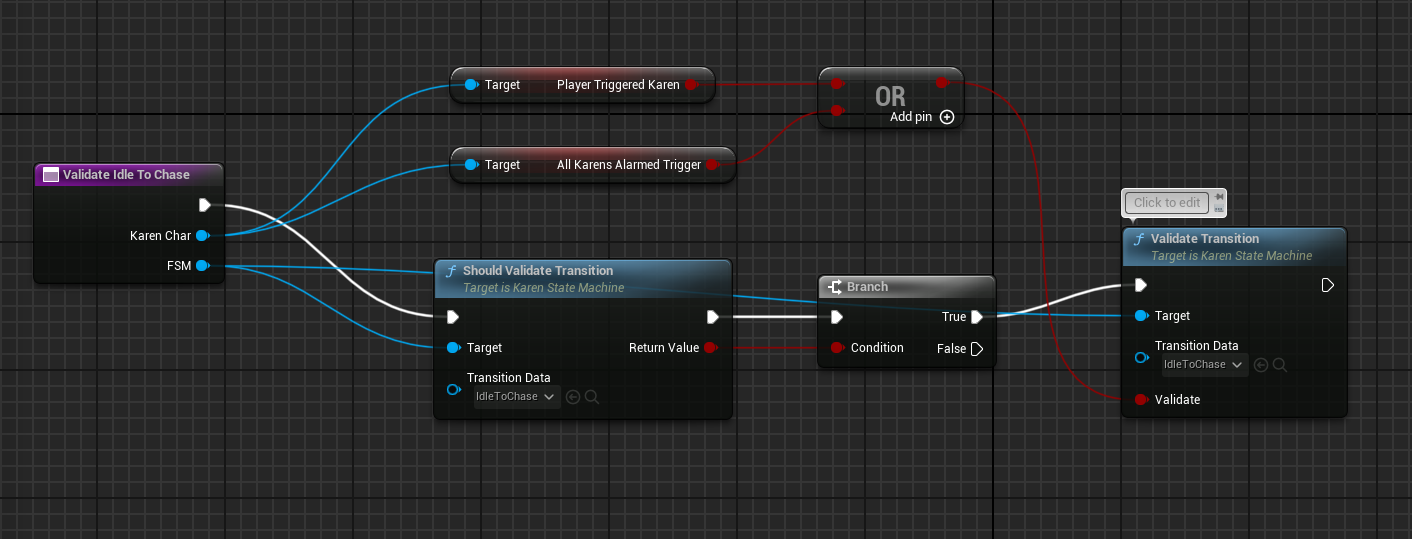 Validate Idle To Chase
Karen Char
FSM
Target
Player Triggered Karen
Target
All Karens Alarmed Trigger
OR
Add pin
Should Validate Transition
Target is Karen State Machine
Target
Return Value
Transition Data
IdleToChase
Branch
True
Condition
False
Click to edit
Validate Transition
Target is Karen State Machine
Target
Transition Data
IdleToChase
Validate